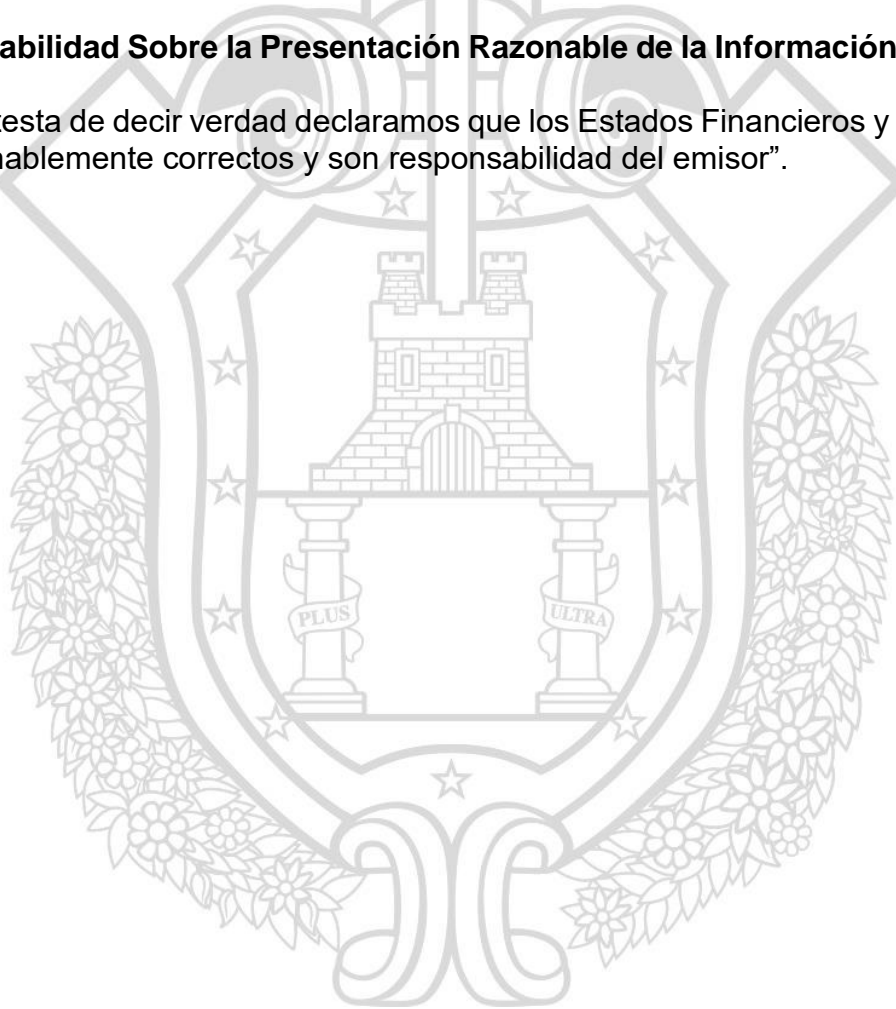 abilidad Sobre la Presentación Razonable de la Información
testa de decir verdad declaramos que los Estados Financieros y
nablemente correctos y son responsabilidad del emisor”.
PLUS ULTRA